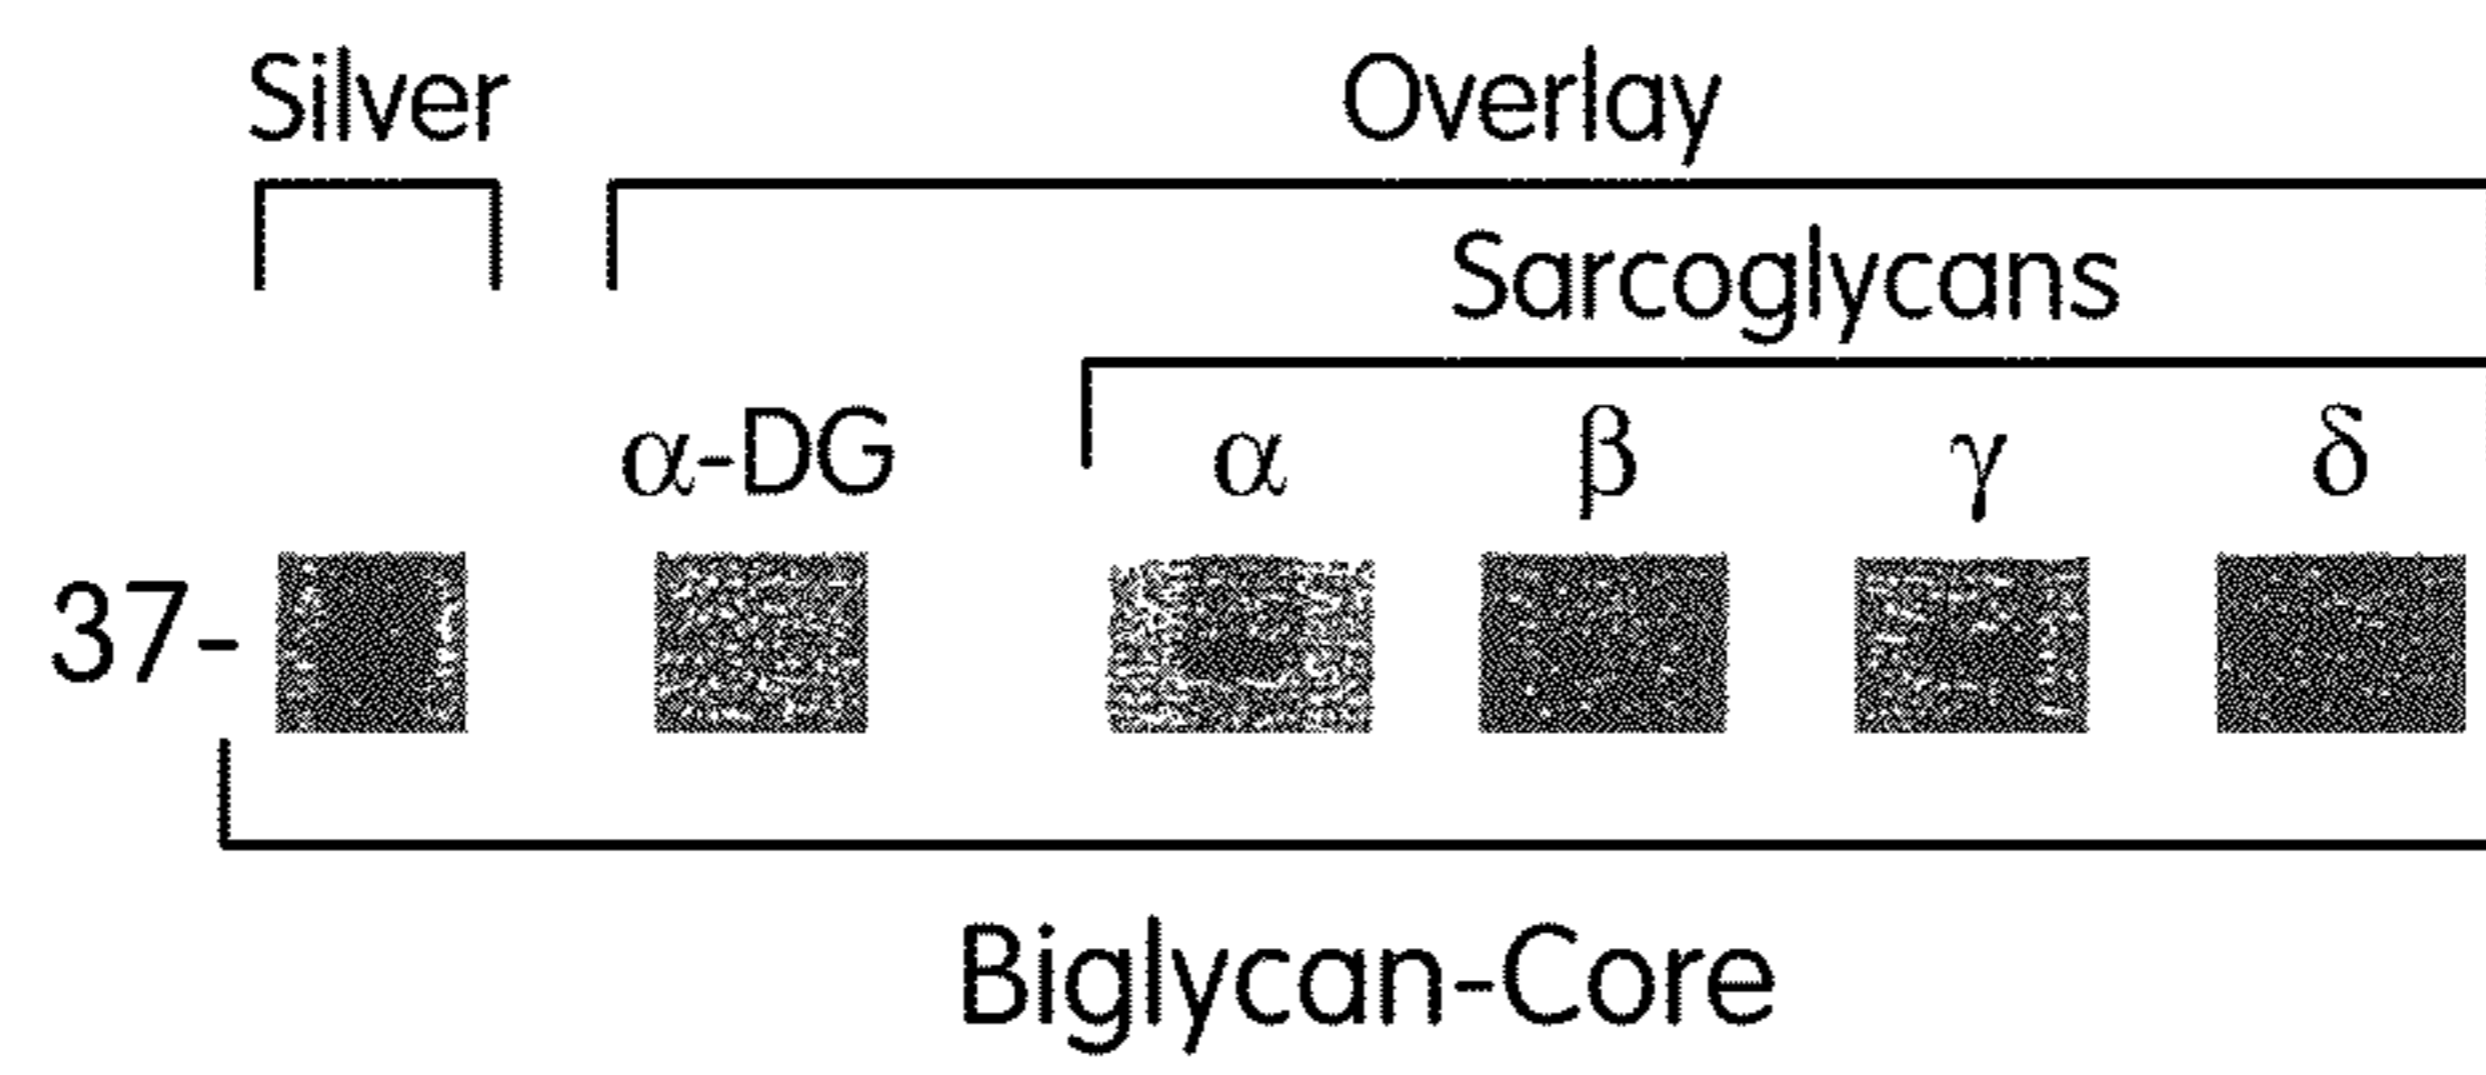 Silver Overlay
Sarcoglycans
α-DG α β γ δ
37-
Biglycan-Core